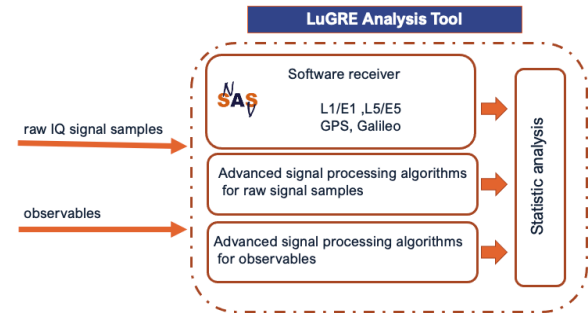 LuGRE Analysis Tool
raw IQ signal samples
observables
Software receiver
NAV
SAS
L1/E1 ,L5/E5
GPS, Galileo
Advanced signal processing algorithms
for raw signal samples
Advanced signal processing algorithms
for observables
Statistic analysis